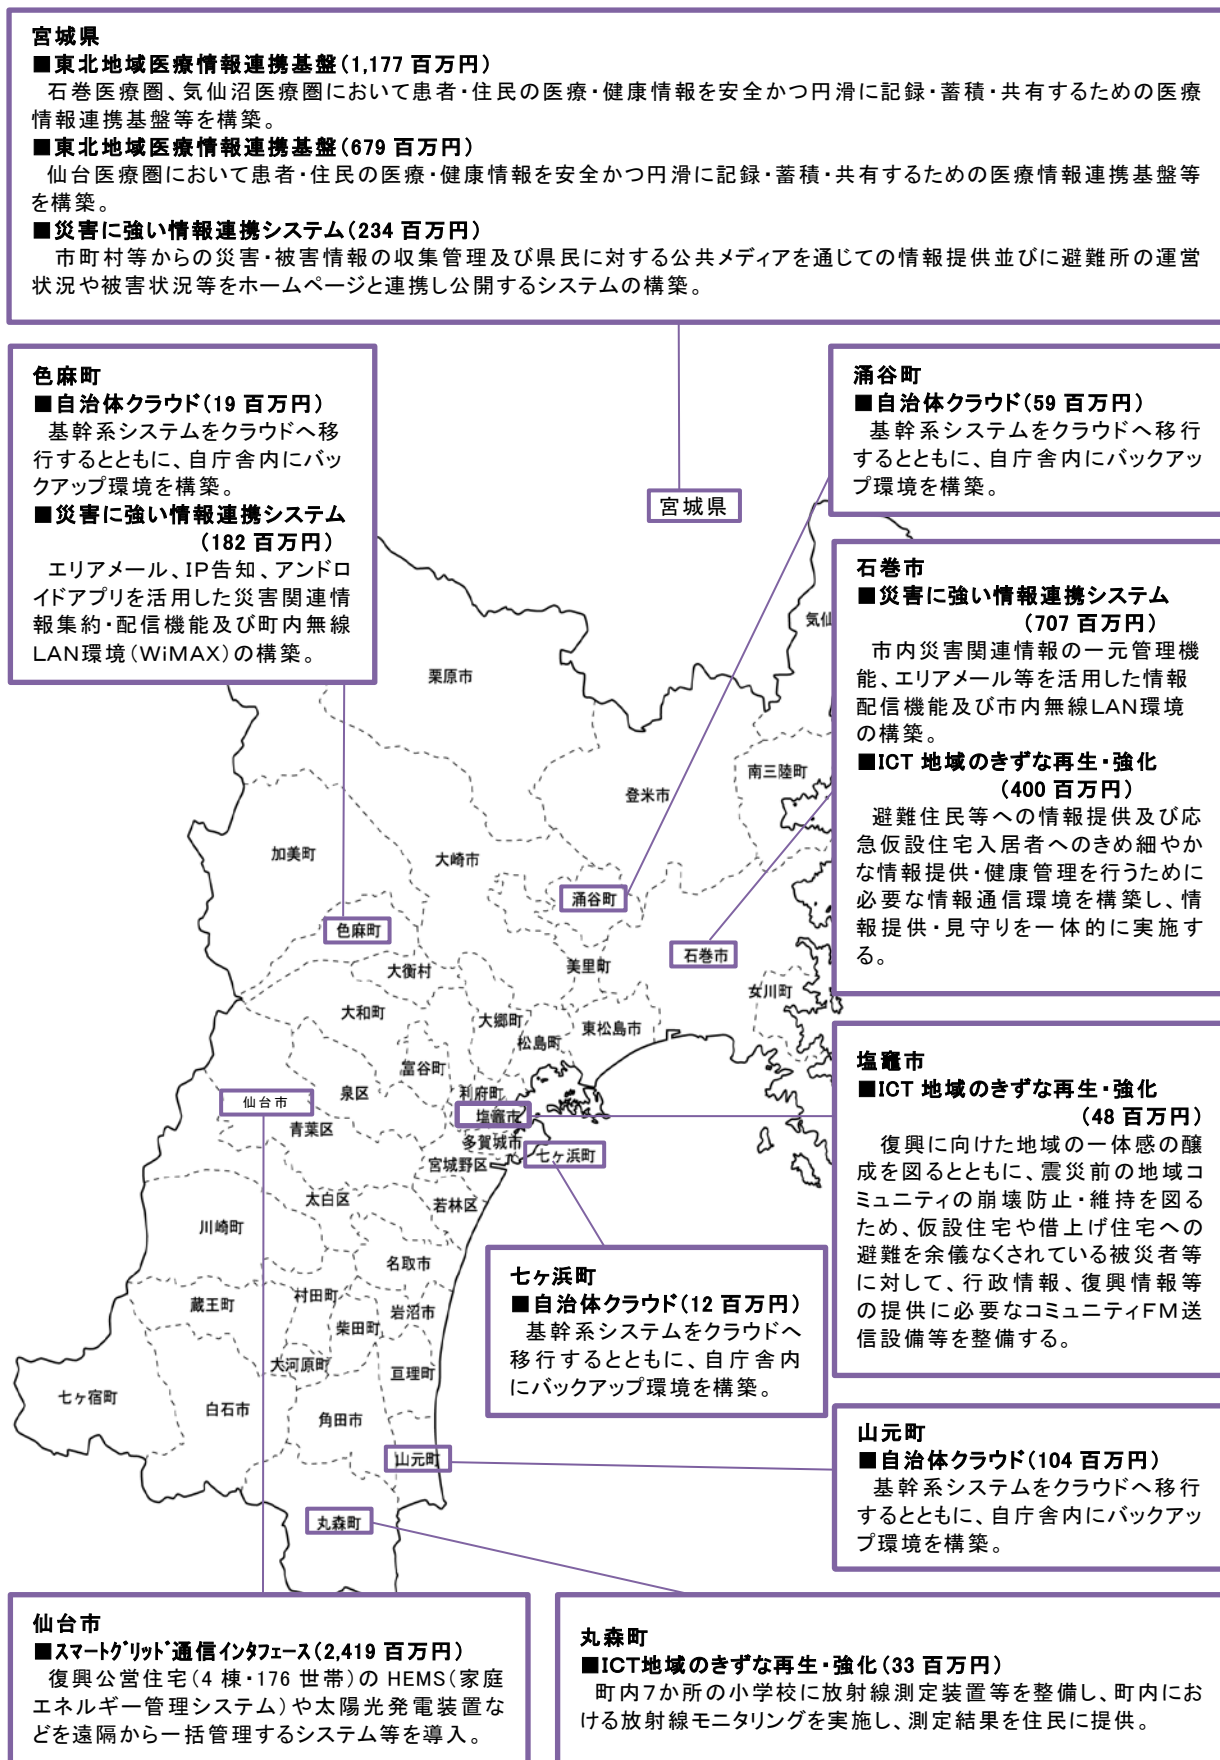 宮城県
■東北地域医療情報連携基盤(1,177 百万円)
石巻医療圏、気仙沼医療圏において患者・住民の医療・健康情報を安全かつ円滑に記録・蓄積・共有するための医療
情報連携基盤等を構築。
■東北地域医療情報連携基盤(679 百万円)
仙台医療圏において患者・住民の医療・健康情報を安全かつ円滑に記録・蓄積・共有するための医療情報連携基盤等
を構築。
■災害に強い情報連携システム(234 百万円)
市町村等からの災害・被害情報の収集管理及び県民に対する公共メディアを通じての情報提供並びに避難所の運営
状況や被害状況等をホームページと連携し公開するシステムの構築。
色麻町
■自治体クラウド(19 百万円)
基幹系システムをクラウドへ移
行するとともに、自庁舎内にバッ
クアップ環境を構築。
■災害に強い情報連携システム
(182 百万円)
エリアメール、IP告知、アンドロ
イドアプリを活用した災害関連情
報集約・配信機能及び町内無線
LAN環境(WiMAX)の構築。
涌谷町
■自治体クラウド(59 百万円)
基幹系システムをクラウドへ移行
するとともに、自庁舎内にバックアッ
プ環境を構築。
宮城県
石巻市
■災害に強い情報連携システム
(707 百万円)
市内災害関連情報の一元管理機
能、エリアメール等を活用した情報
配信機能及び市内無線LAN環境
の構築。
■ICT 地域のきずな再生・強化
(400 百万円)
避難住民等への情報提供及び応
急仮設住宅入居者へのきめ細やか
な情報提供・健康管理を行うために
必要な情報通信環境を構築し、情
報提供・見守りを一体的に実施す
る。
気仙
栗原市
南三陸町
登米市
加美町
大崎市
涌谷町
色麻町
石巻市
大衡村
美里町
女川町
大和町
大郷町
東松島市
松島町
富谷町
泉区
利府町
仙台市
塩竈市
青葉区
多賀城市
七ヶ浜町
宮城野区
太白区
若林区
川崎町
名取市
村田町
蔵王町
岩沼市
柴田町
大河原町
亘理町
七ヶ宿町
白石市
角田市
山元町
丸森町
塩竈市
■ICT 地域のきずな再生・強化
(48 百万円)
復興に向けた地域の一体感の醸
成を図るとともに、震災前の地域コ
ミュニティの崩壊防止・維持を図る
ため、仮設住宅や借上げ住宅への
避難を余儀なくされている被災者等
に対して、行政情報、復興情報等
の提供に必要なコミュニティFM送
信設備等を整備する。
七ヶ浜町
■自治体クラウド(12 百万円)
基幹系システムをクラウドへ
移行するとともに、自庁舎内
にバックアップ環境を構築。
山元町
■自治体クラウド(104 百万円)
基幹系システムをクラウドへ移行
するとともに、自庁舎内にバックアッ
プ環境を構築。
仙台市
■スマートグリッド通信インタフェース(2,419 百万円)
復興公営住宅(4 棟・176 世帯)の HEMS(家庭
エネルギー管理システム)や太陽光発電装置な
どを遠隔から一括管理するシステム等を導入。
丸森町
■ICT地域のきずな再生・強化(33 百万円)
町内7か所の小学校に放射線測定装置等を整備し、町内にお
ける放射線モニタリングを実施し、測定結果を住民に提供。